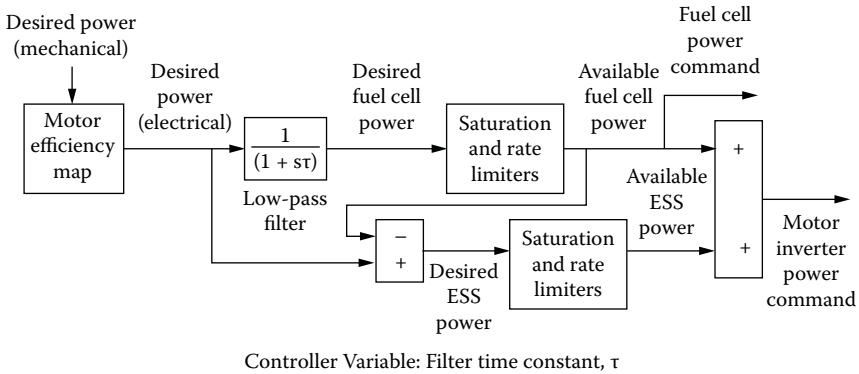 Desired power
(mechanical)
Motor
efficiency
map
Desired
power
(electrical)
1
(1 + sτ)
Low-pass
filter
Desired
fuel cell
power
Saturation
and rate
limiters
Available
fuel cell
power
Fuel cell
power
command
−
+
Desired
ESS
power
Saturation
and rate
limiters
Available
ESS
power
+
+
Motor
inverter
power
command
Controller Variable: Filter time constant, τ